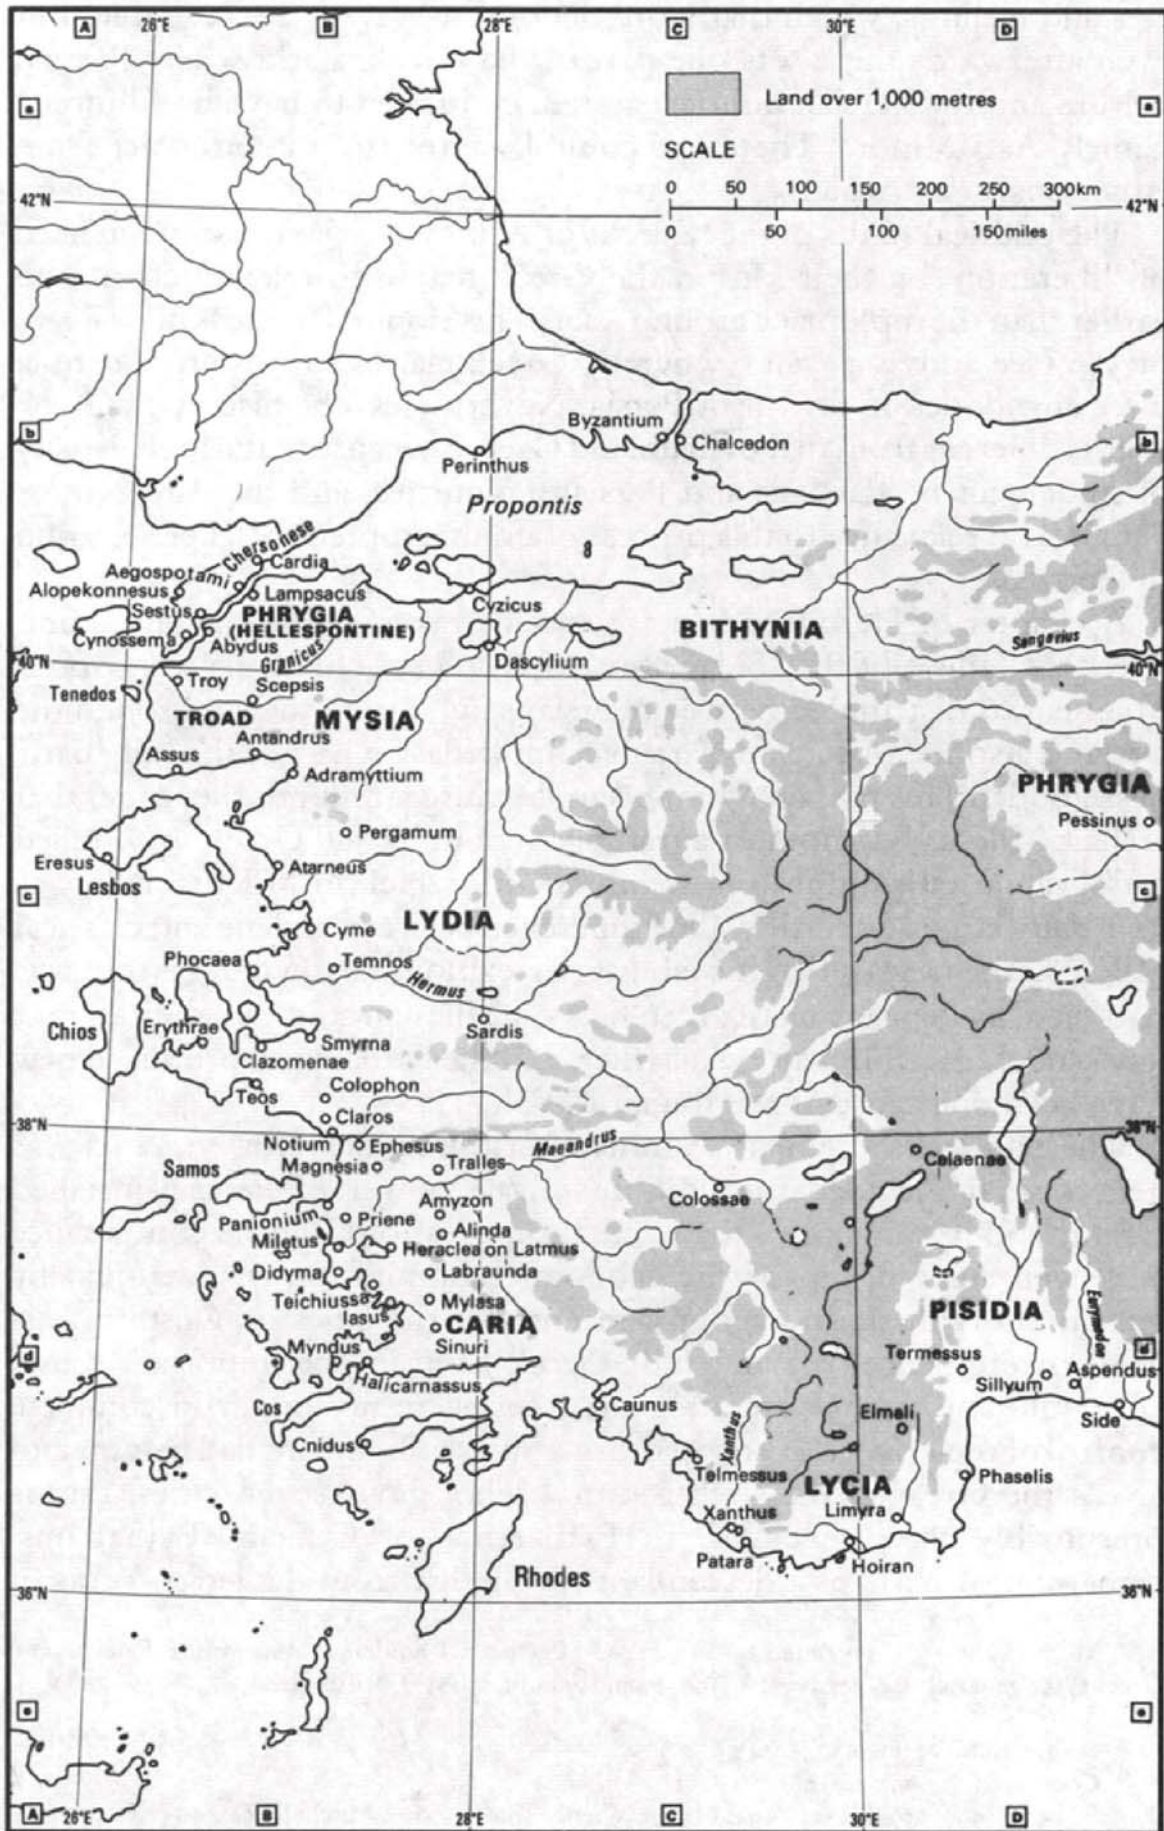 A 26°E B 28°E C 30°E D
a
Land over 1,000 metres
a
SCALE
0 50 100 150 200 250 300km
0 50 100 150 miles
42°N
42°N
b
b
Byzantium
Chalcedon
Perinthus
Propontis
Chersonese
Cardia
Aegospotami
Alopekonnesus
Lampsacus
Sestus
PHRYGIA
(HELLESPONTINE)
Cyzicus
BITHYNIA
Cynossema
Abydus
Granicus
Dascylium
Sangarius
40°N
40°N
Tenedos
Troy
Scepsis
TROAD
MYSIA
Antandrus
Assus
Adramyttium
PHRYGIA
Pessinus
Pergamum
Eresus
Atarneus
Lesbos
c
c
LYDIA
Cyme
Phocaea
Temnos
Hermus
Chios
Erythrae
Sardis
Smyrna
Clazomenae
Teos
Colophon
Claros
38°N
38°N
Notium
Ephesus
Maeandrus
Celaenae
Samos
Magnesia
Tralles
Colossae
Amyzon
Panionium
Priene
Alinda
Miletus
Heraclea on Latmus
Didyma
Labraunda
Teichiussa
Mylasa
Iasus
CARIA
PISIDIA
Eurymedon
Sinuri
Myndus
d
d
Termessus
Aspendus
Halicarnassus
Sillyum
Cos
Caunus
Elmali
Side
Cnidus
Xanthus
Telmessus
LYCIA
Phaselis
Xanthus
Limyra
Patara
Hoiran
Rhodes
36°N
36°N
e
e
A 26°E B 28°E C 30°E D